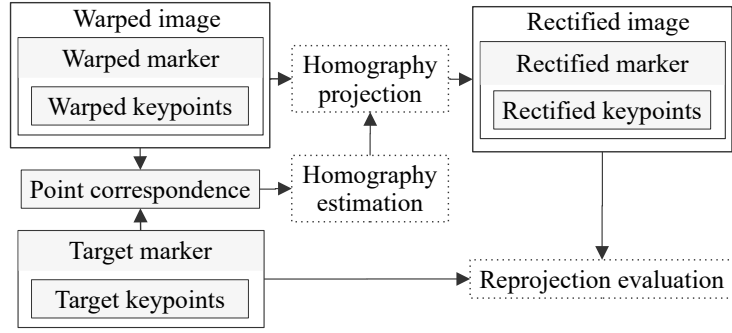 Warped image
Warped marker
Warped keypoints
Homography
projection
Rectified image
Rectified marker
Rectified keypoints
Point correspondence
Homography
estimation
Target marker
Target keypoints
Reprojection evaluation